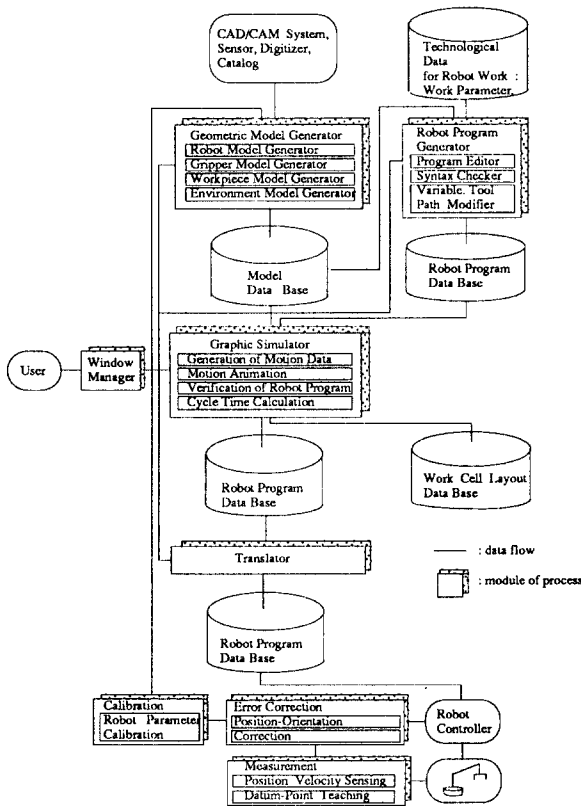 CAD/CAM System,
Sensor, Digitizer,
Catalog
Technological
Data
for Robot Work :
Work Parameter,
Geometric Model Generator
Robot Model Generator
Gripper Model Generator
Workpiece Model Generator
Environment Model Generator
Robot Program
Generator
Program Editor
Syntax Checker
Variable. Tool
Path Modifier
Model
Data Base
Robot Program
Data Base
User
Window
Manager
Graphic Simulator
Generation of Motion Data
Motion Animation
Verification of Robot Program
Cycle Time Calculation
Robot Program
Data Base
Work Cell Layout
Data Base
Translator
: data flow
: module of process
Robot Program
Data Base
Calibration
Robot Parameter
Calibration
Error Correction
Position-Orientation
Correction
Robot
Controller
Measurement
Position Velocity Sensing
Datum-Point Teaching